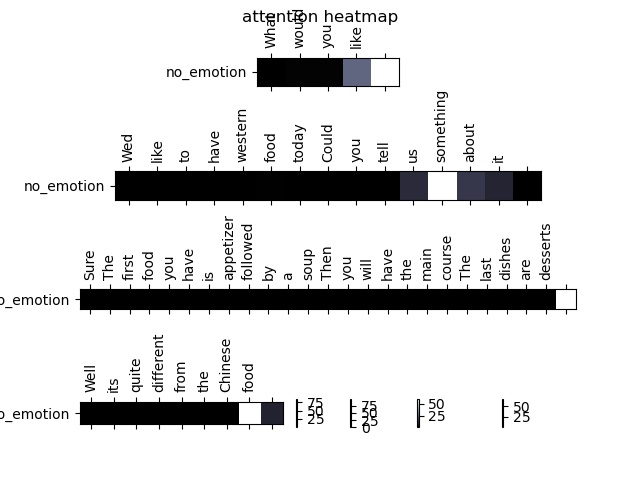 attention heatmap
What would you like
no_emotion
Wed like to have western food today Could you tell us something about it
no_emotion
Sure The first food you have is appetizer followed by a soup Then you will have the main course The last dishes are desserts
o_emotion
Well its quite different from the Chinese food
o_emotion
75 50 25
75 50 25 0
50 25
50 25